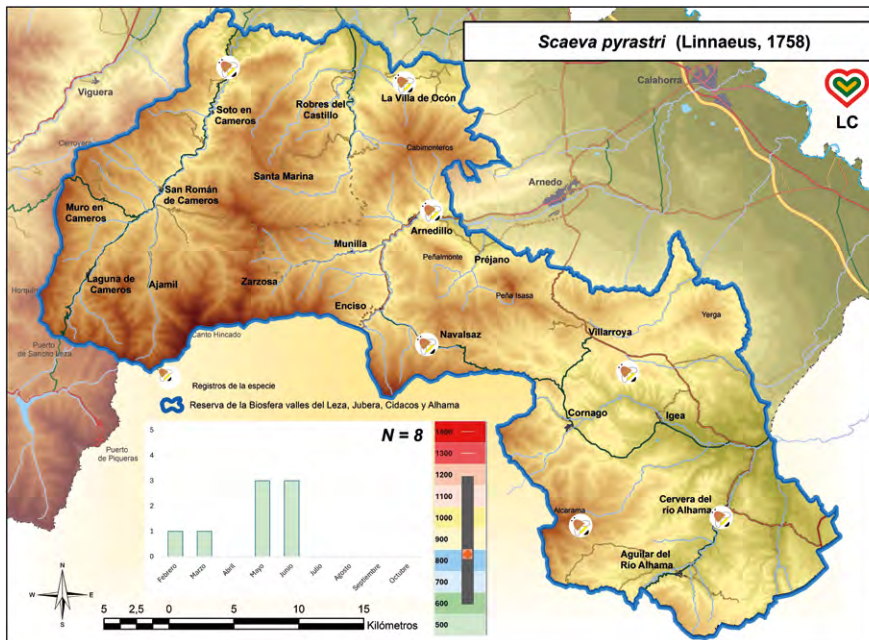 Scaeva pyrastri (Linnaeus, 1758)
LC
Viguera
Calahorra
Soto en
Cameros
Robres del
Castillo
La Villa de Ocón
Cabimonteros
Santa Marina
San Román
de Cameros
Arnedo
Muro en
Cameros
Arnedillo
Munilla
Peñalmonte
Préjano
Laguna de
Cameros
Ajamil
Zarzosa
Enciso
Peña Isasa
Yerga
Navalsaz
Villarroya
Puerto
de Sancho Leza
Canto Hincado
Registros de la especie
Reserva de la Biosfera valles del Leza, Jubera, Cidacos y Alhama
Cornago
Igea
Puerto
de Piqueras
N = 8
5
4
3
2
1
0
Febrero
Marzo
Abril
Mayo
Junio
Julio
Agosto
Septiembre
Octubre
1400
1300
1200
1100
1000
900
800
700
600
500
Alcarama
Cervera del
río Alhama
Aguilar del
Río Alhama
N
W
E
S
5
2,5
0
5
10
15
Kilómetros